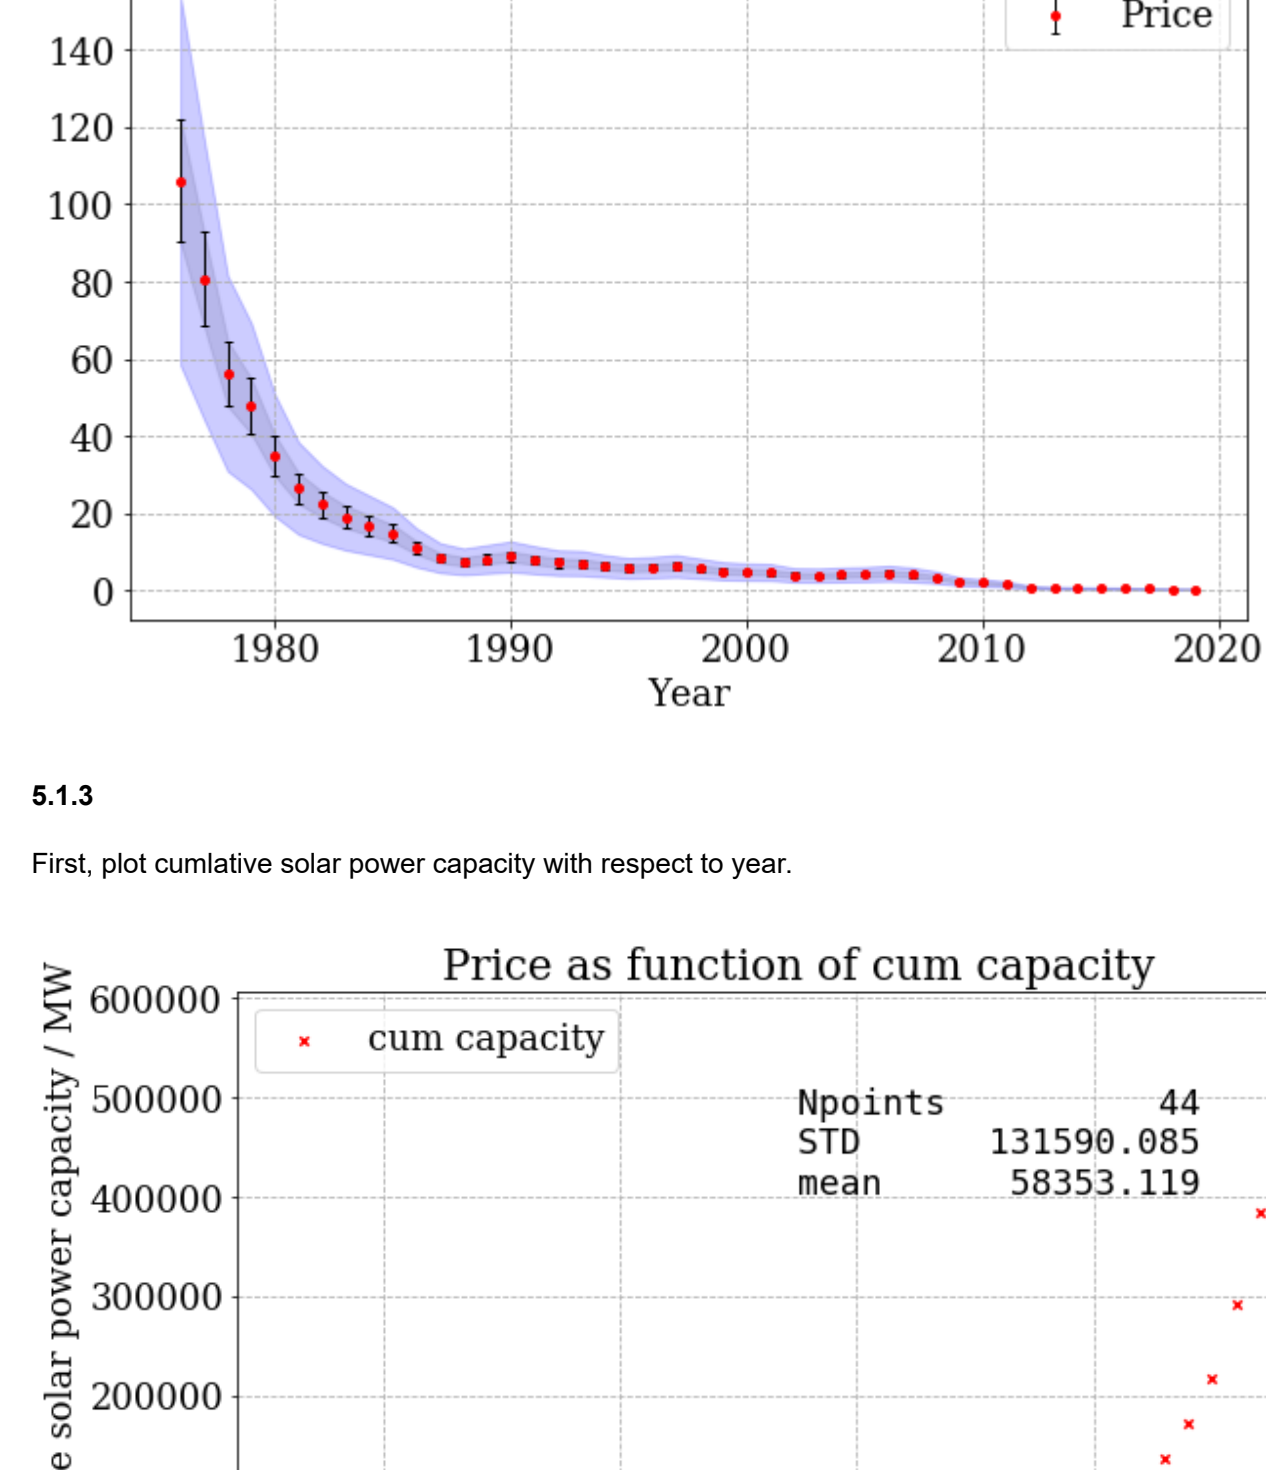 Price
140
120
100
80
60
40
20
0
1980 1990 2000 2010 2020
Year
5.1.3
First, plot cumlative solar power capacity with respect to year.
Price as function of cum capacity
e solar power capacity / MW
600000
cum capacity
500000
Npoints 44
STD 131590.085
mean 58353.119
400000
300000
200000